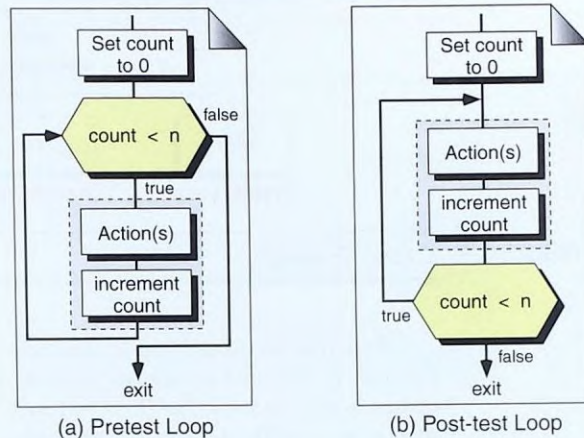 Set count
to 0
false
count < n
true
Action(s)
increment
count
exit
(a) Pretest Loop
Set count
to 0
Action(s)
increment
count
count < n
true
false
exit
(b) Post-test Loop